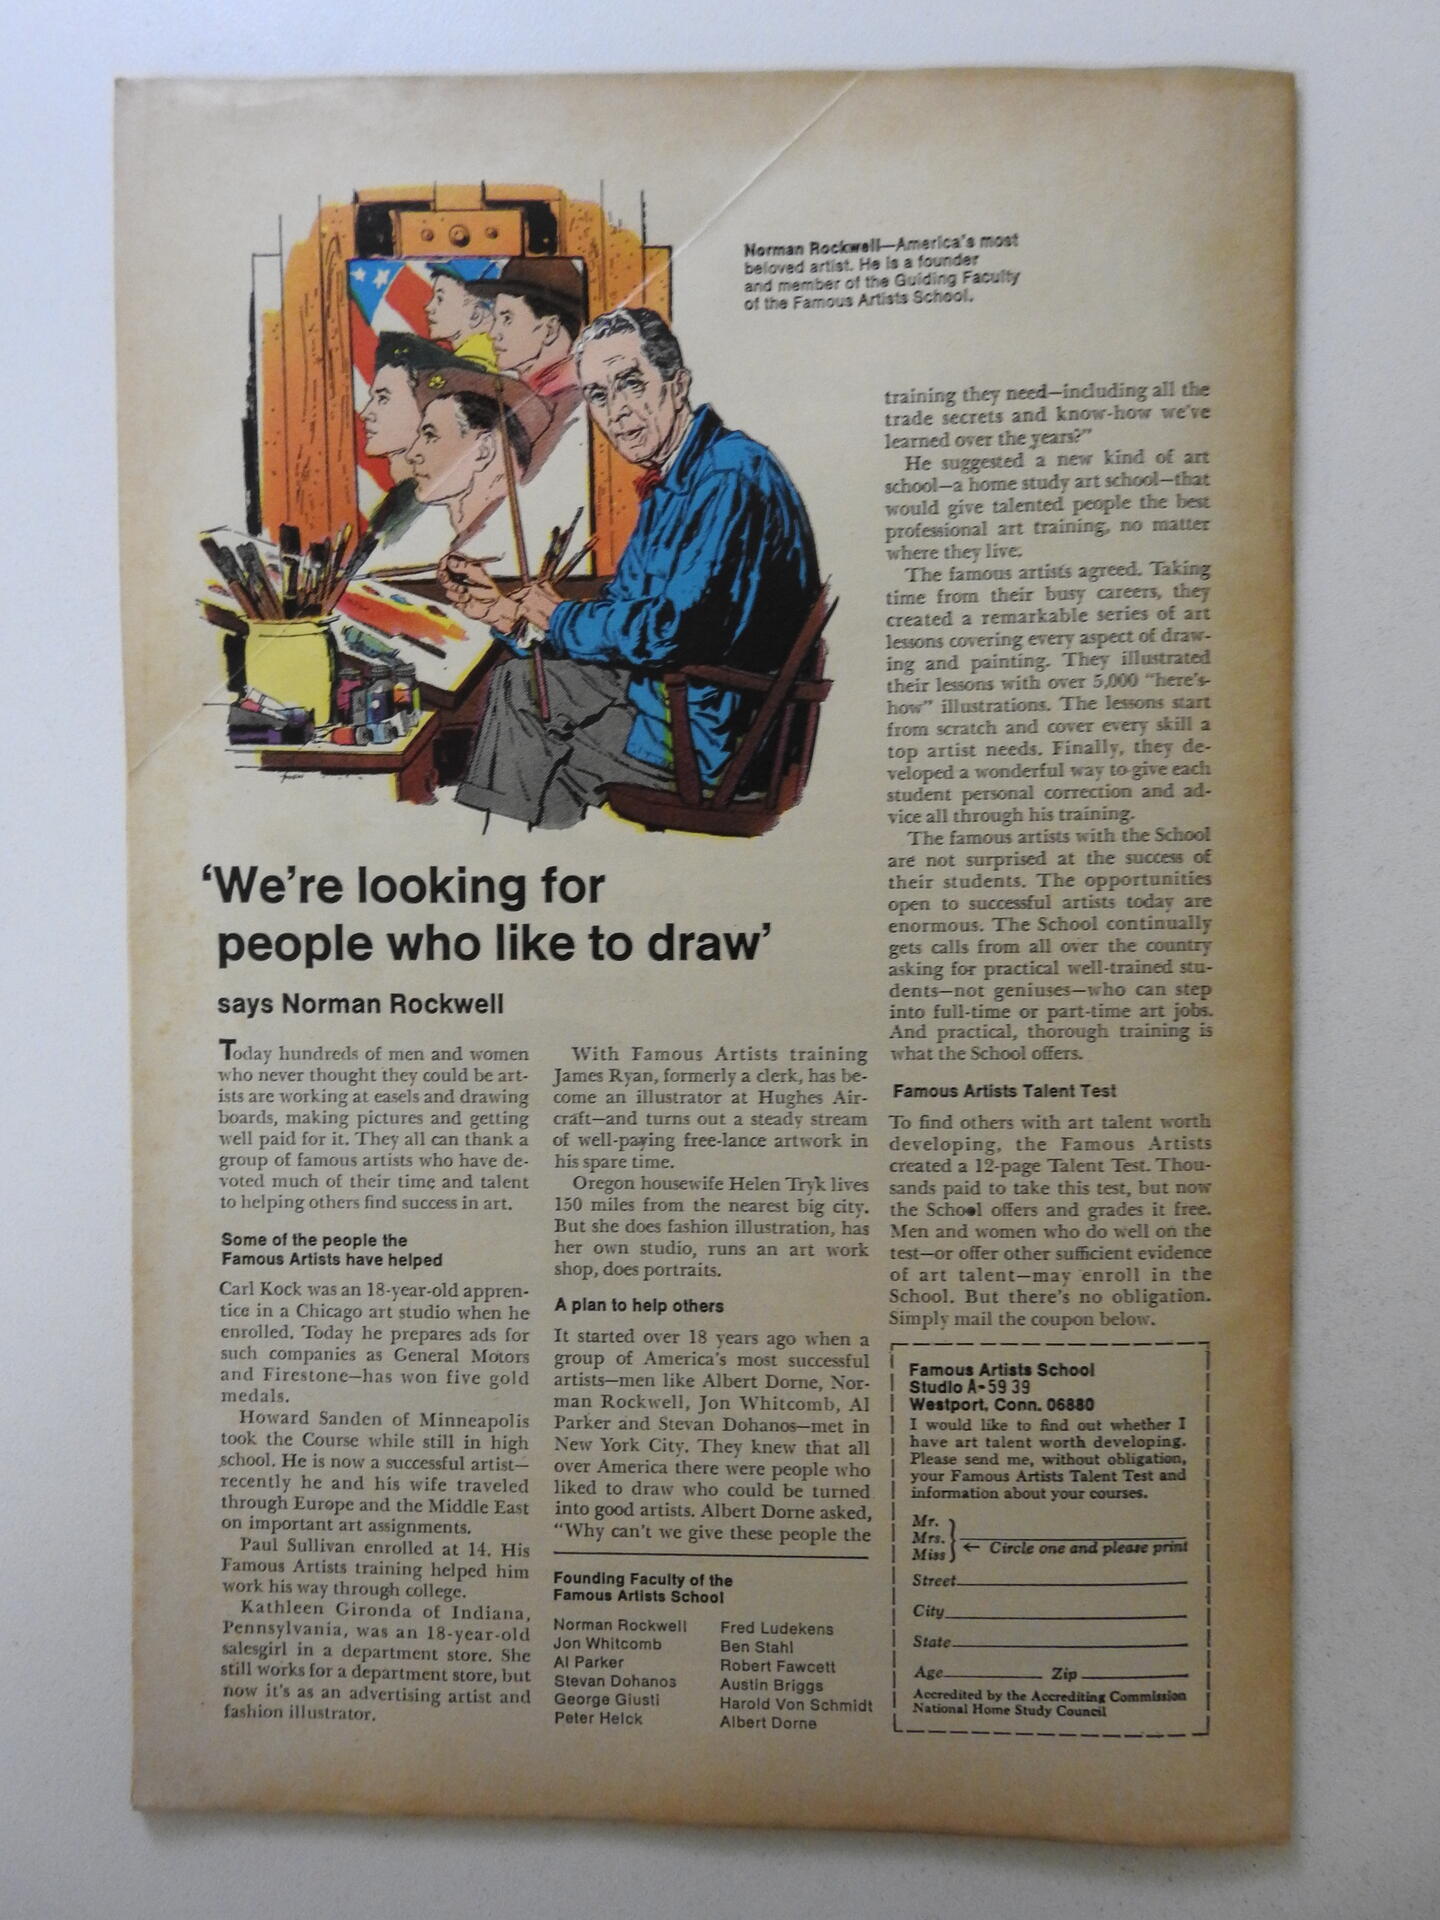 Norman Rockwell—America's most
beloved artist. He is a founder
and member of the Guiding Faculty
of the Famous Artists School.
‘We're looking for
people who like to draw’
says Norman Rockwell
Today hundreds of men and women
who never thought they could be art-
ists are working at easels and drawing
boards, making pictures and getting
well paid for it. They all can thank a
group of famous artists who have de-
voted much of their time and talent
to helping others find success in art.
Some of the people the
Famous Artists have helped
Carl Kock was an 18-year-old appren-
tice in a Chicago art studio when he
enrolled. Today he prepares ads for
such companies as General Motors
and Firestone—has won five gold
medals.
Howard Sanden of Minneapolis
took the Course while still in high
school. He is now a successful artist—
recently he and his wife traveled
through Europe and the Middle East
on important art assignments.
Paul Sullivan enrolled at 14. His
Famous Artists training helped him
work his way through college.
Kathleen Gironda of Indiana,
Pennsylvania, was an 18-year-old
salesgirl in a department store. She
still works for a department store, but
now it's as an advertising artist and
fashion illustrator.
With Famous Artists training
James Ryan, formerly a clerk, has be-
come an illustrator at Hughes Air-
craft—and turns out a steady stream
of well-paying free-lance artwork in
his spare time.
Oregon housewife Helen Tryk lives
150 miles from the nearest big city.
But she does fashion illustration, has
her own studio, runs an art work
shop, does portraits.
A plan to help others
It started over 18 years ago when a
group of America's most successful
artists—men like Albert Dorne, Nor-
man Rockwell, Jon Whitcomb, Al
Parker and Stevan Dohanos—met in
New York City. They knew that all
over America there were people who
liked to draw who could be turned
into good artists. Albert Dorne asked,
“Why can't we give these people the
Founding Faculty of the
Famous Artists School
Norman Rockwell
Jon Whitcomb
Al Parker
Stevan Dohanos
George Giusti
Peter Helck
Fred Ludekens
Ben Stahl
Robert Fawcett
Austin Briggs
Harold Von Schmidt
Albert Dorne
training they need—including all the
trade secrets and know-how we've
learned over the years?”
He suggested a new kind of art
school—a home study art school—that
would give talented people the best
professional art training, no matter
where they live.
The famous artists agreed. Taking
time from their busy careers, they
created a remarkable series of art
lessons covering every aspect of draw-
ing and painting. They illustrated
their lessons with over 5,000 “here's-
how” illustrations. The lessons start
from scratch and cover every skill a
top artist needs. Finally, they de-
veloped a wonderful way to give each
student personal correction and ad-
vice all through his training.
The famous artists with the School
are not surprised at the success of
their students. The opportunities
open to successful artists today are
enormous. The School continually
gets calls from all over the country
asking for practical well-trained stu-
dents—not geniuses—who can step
into full-time or part-time art jobs.
And practical, thorough training is
what the School offers.
Famous Artists Talent Test
To find others with art talent worth
developing, the Famous Artists
created a 12-page Talent Test. Thou-
sands paid to take this test, but now
the School offers and grades it free.
Men and women who do well on the
test—or offer other sufficient evidence
of art talent—may enroll in the
School. But there's no obligation.
Simply mail the coupon below.
Famous Artists School
Studio A-5939
Westport, Conn. 06880
I would like to find out whether I
have art talent worth developing.
Please send me, without obligation,
your Famous Artists Talent Test and
information about your courses.
Mr.
Mrs.
Miss
← Circle one and please print
Street
City
State
Age Zip
Accredited by the Accrediting Commission
National Home Study Council